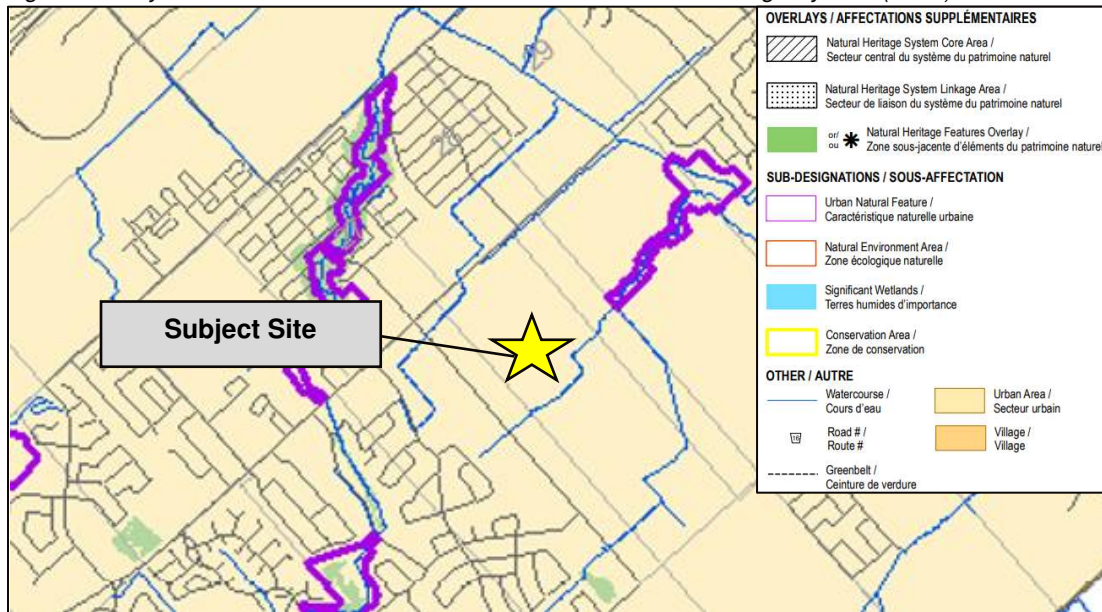 Subject Site
29
OVERLAYS / AFFECTATIONS SUPPLÉMENTAIRES
Natural Heritage System Core Area /
Secteur central du système du patrimoine naturel
Natural Heritage System Linkage Area /
Secteur de liaison du système du patrimoine naturel
or/ Natural Heritage Features Overlay /
ou Zone sous-jacente d'éléments du patrimoine naturel
SUB-DESIGNATIONS / SOUS-AFFECTATION
Urban Natural Feature /
Caractéristique naturelle urbaine
Natural Environment Area /
Zone écologique naturelle
Significant Wetlands /
Terres humides d'importance
Conservation Area /
Zone de conservation
OTHER / AUTRE
Watercourse /
Cours d'eau
Urban Area /
Secteur urbain
16
Road # /
Route #
Village /
Village
Greenbelt /
Ceinture de verdure